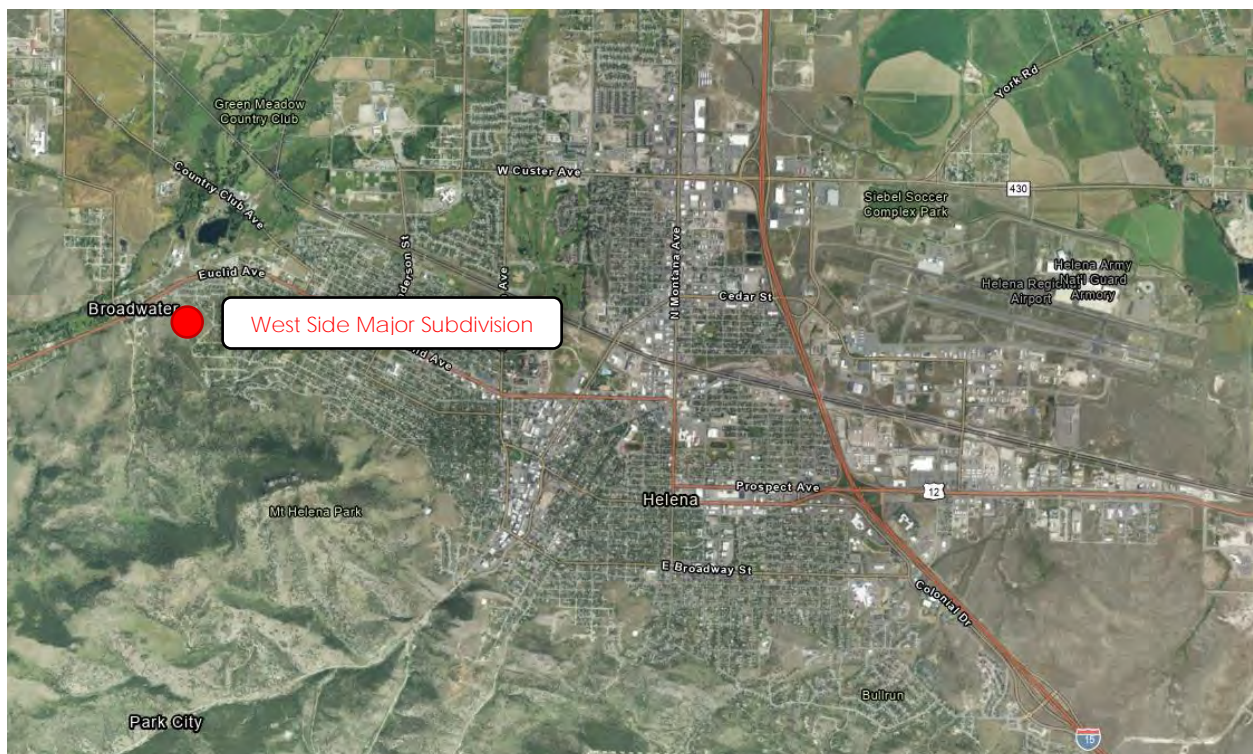 York Rd
Green Meadow
Country Club
Country Club Ave
W Custer Ave
430
Siebel Soccer
Complex Park
Euclid Ave
N Montana Ave
Helena Army
Nat'l Guard
Armory
Helena Regional
Airport
Broadwater
Cedar St
West Side Major Subdivision
Prospect Ave
12
Helena
Mt Helena Park
E Broadway St
Colonial Dr
Bullrun
Park City
15